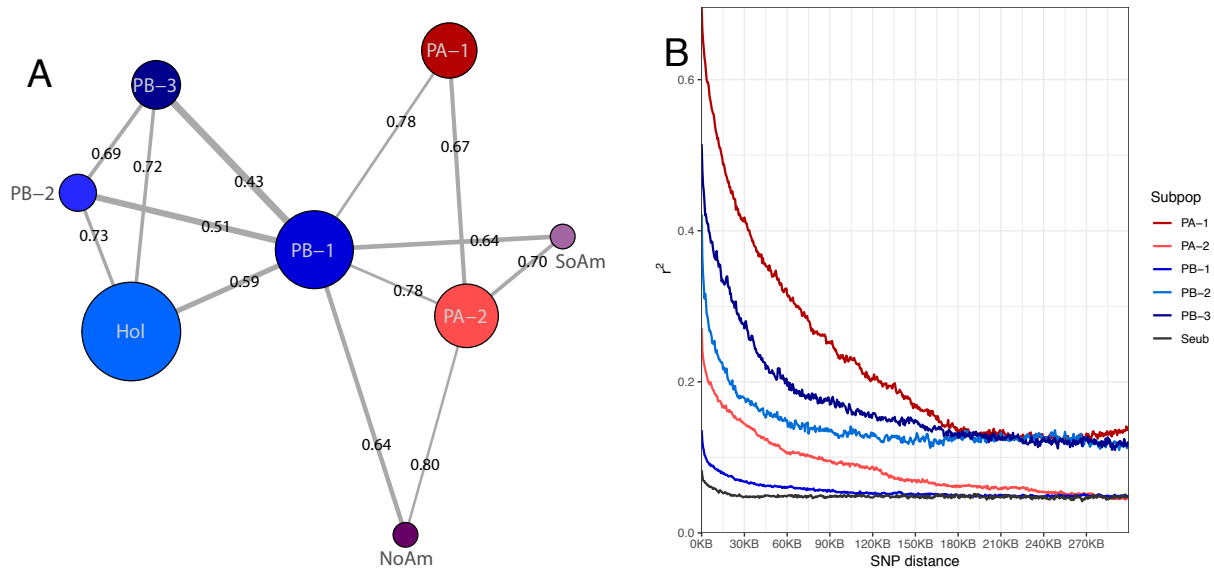 A
PB−3
PA−1
0.78
0.69
0.72
0.67
0.43
PB−2
0.51
0.73
PB−1
0.64
0.70
SoAm
0.59
0.78
PA−2
Hol
0.64
0.80
NoAm
B
0.6
0.4
0.2
0.0
r2
0KB 30KB 60KB 90KB 120KB 150KB 180KB 210KB 240KB 270KB
SNP distance
Subpop
PA−1
PA−2
PB−1
PB−2
PB−3
Seub